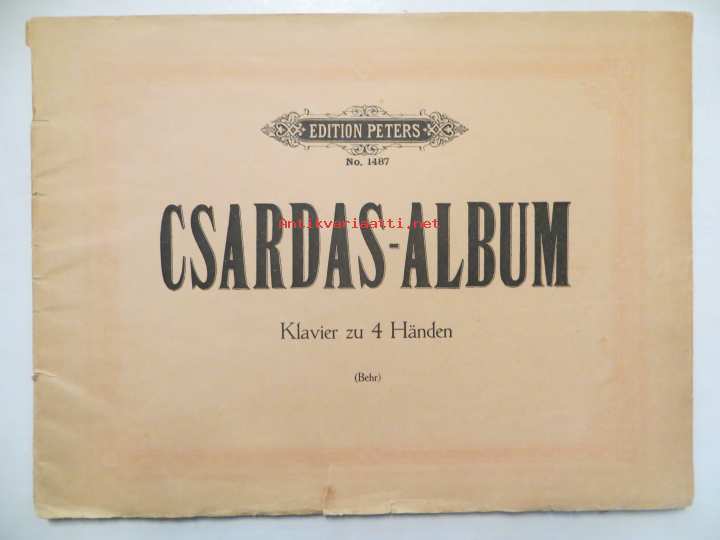 EDITION PETERS
No. 1487
Antikvariaatti.net
CSARDAS-ALBUM
Klavier zu 4 Händen
(Behr)